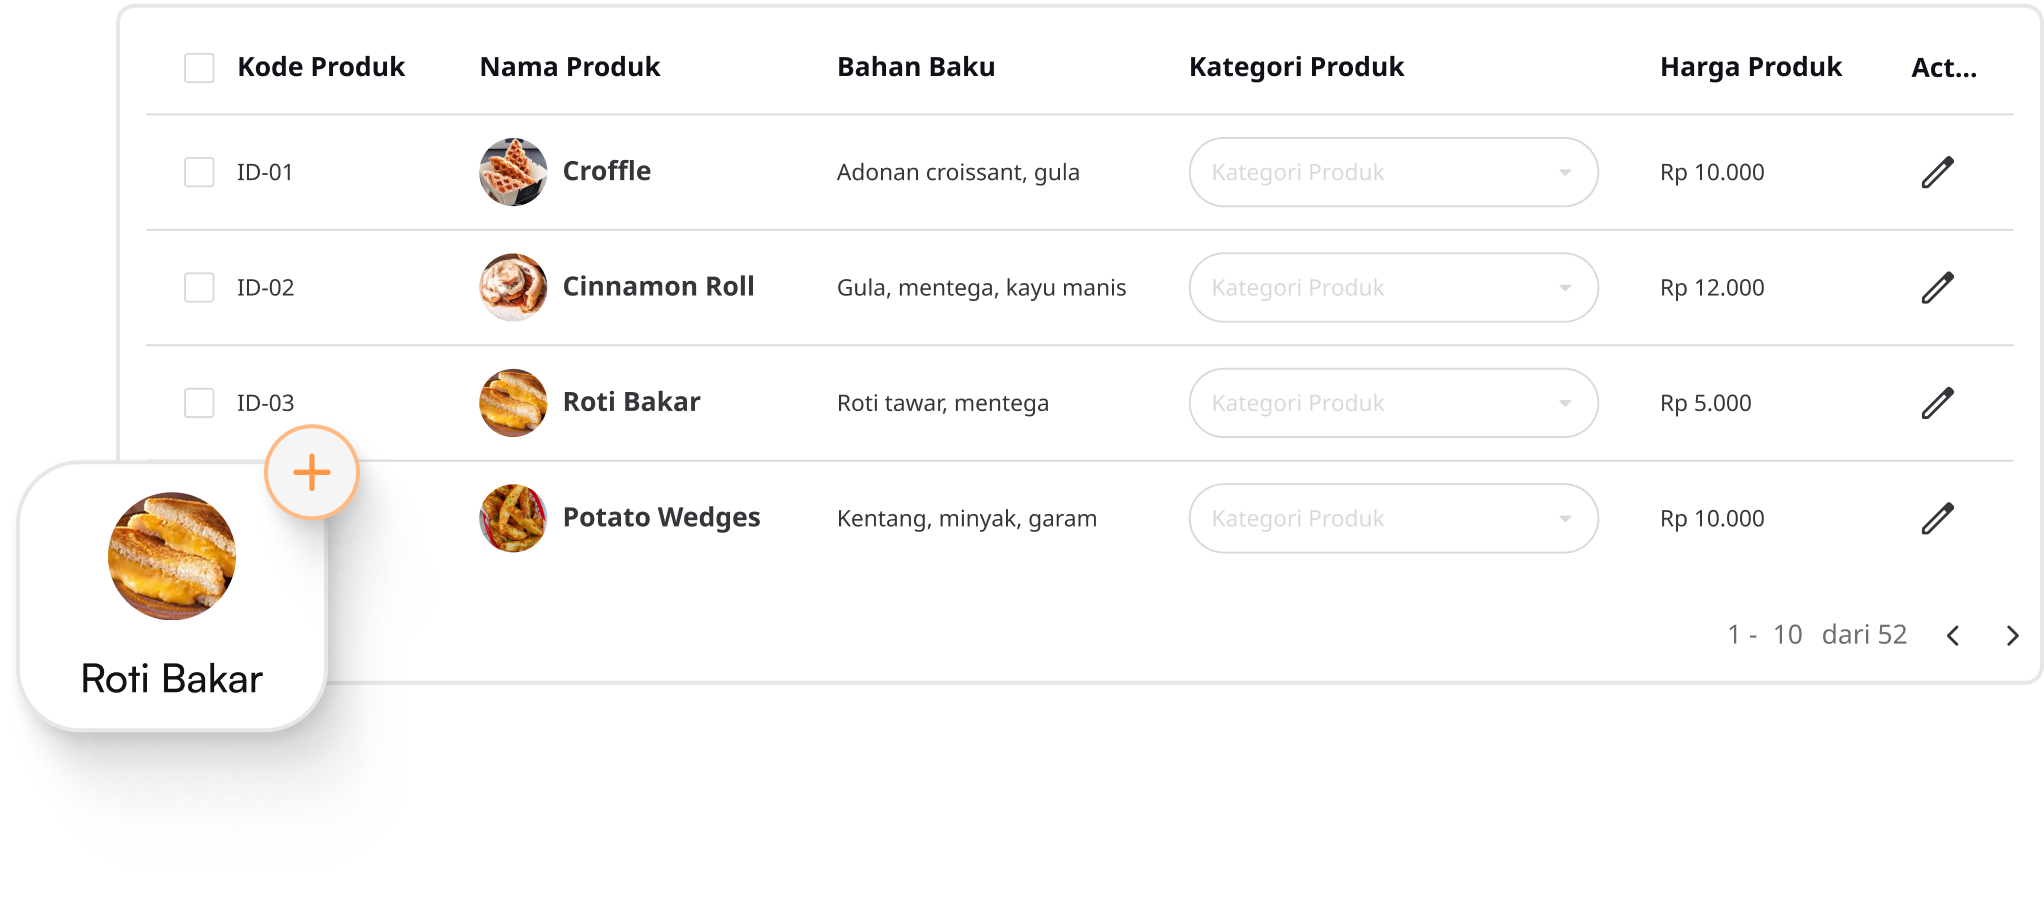 Kode Produk Nama Produk Bahan Baku Kategori Produk Harga Produk Act...
ID-01 Croffle Adonan croissant, gula Kategori Produk Rp 10.000
ID-02 Cinnamon Roll Gula, mentega, kayu manis Kategori Produk Rp 12.000
ID-03 Roti Bakar Roti tawar, mentega Kategori Produk Rp 5.000
Potato Wedges Kentang, minyak, garam Kategori Produk Rp 10.000
1 - 10 dari 52
Roti Bakar